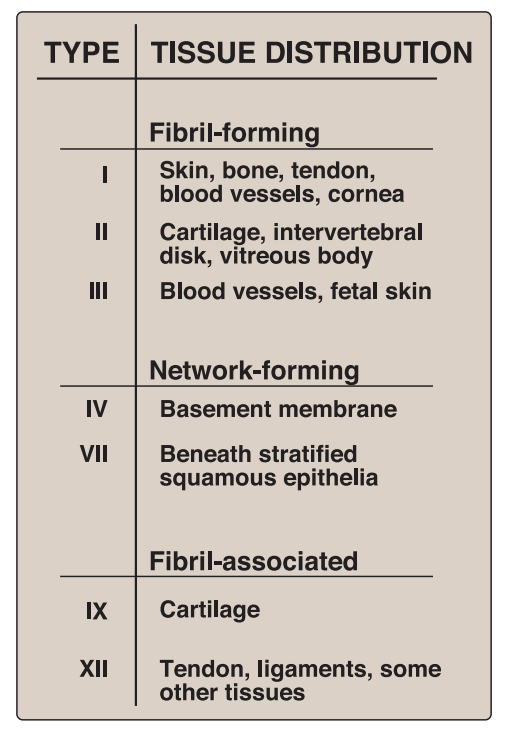 TYPE TISSUE DISTRIBUTION
Fibril-forming
I Skin, bone, tendon,
blood vessels, cornea
II Cartilage, intervertebral
disk, vitreous body
III Blood vessels, fetal skin
Network-forming
IV Basement membrane
VII Beneath stratified
squamous epithelia
Fibril-associated
IX Cartilage
XII Tendon, ligaments, some
other tissues